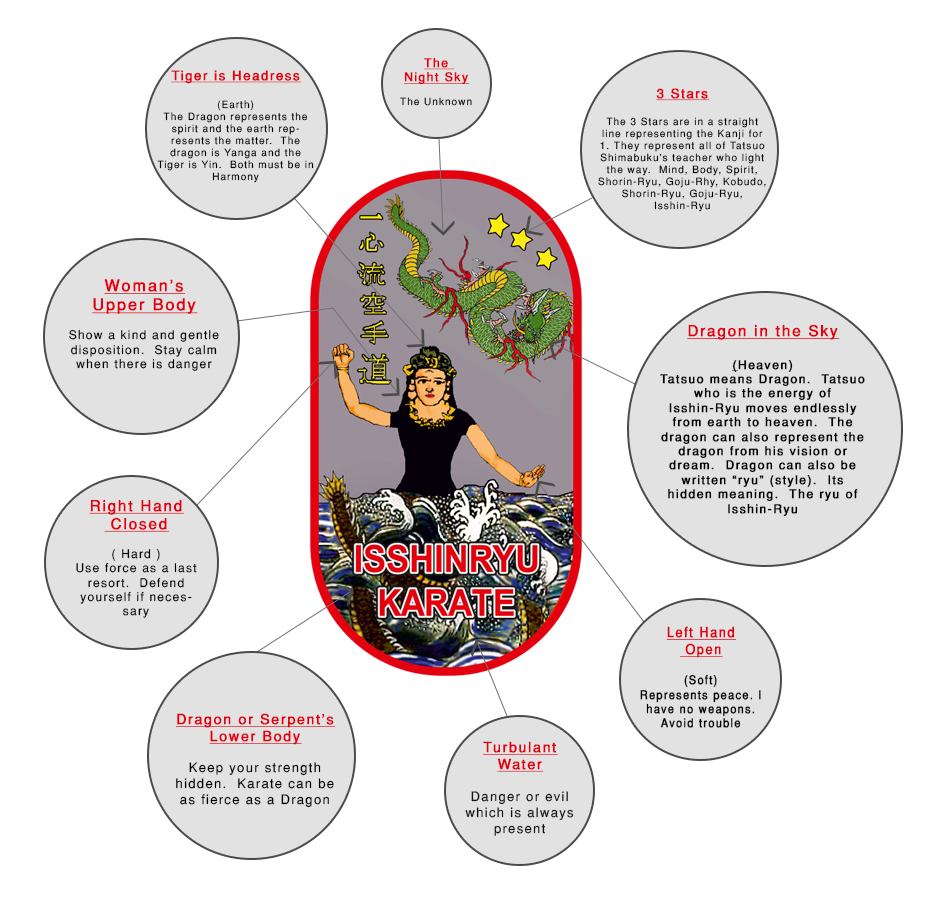 The
Night Sky
The Unknown
Tiger is Headress
(Earth)
The Dragon represents the
spirit and the earth rep-
resents the matter. The
dragon is Yanga and the
Tiger is Yin. Both must be in
Harmony
3 Stars
The 3 Stars are in a straight
line representing the Kanji for
1. They represent all of Tatsuo
Shimabuku's teacher who light
the way. Mind, Body, Spirit,
Shorin-Ryu, Goju-Rhy, Kobudo,
Shorin-Ryu, Goju-Ryu,
Isshin-Ryu
一心流空手道
Woman's
Upper Body
Show a kind and gentle
disposition. Stay calm
when there is danger
Dragon in the Sky
(Heaven)
Tatsuo means Dragon. Tatsuo
who is the energy of
Isshin-Ryu moves endlessly
from earth to heaven. The
dragon can also represent the
dragon from his vision or
dream. Dragon can also be
written "ryu" (style). Its
hidden meaning. The ryu of
Isshin-Ryu
Right Hand
Closed
( Hard )
Use force as a last
resort. Defend
yourself if neces-
sary
ISSHINRYU
KARATE
Left Hand
Open
(Soft)
Represents peace. I
have no weapons.
Avoid trouble
Dragon or Serpent's
Lower Body
Keep your strength
hidden. Karate can be
as fierce as a Dragon
Turbulant
Water
Danger or evil
which is always
present